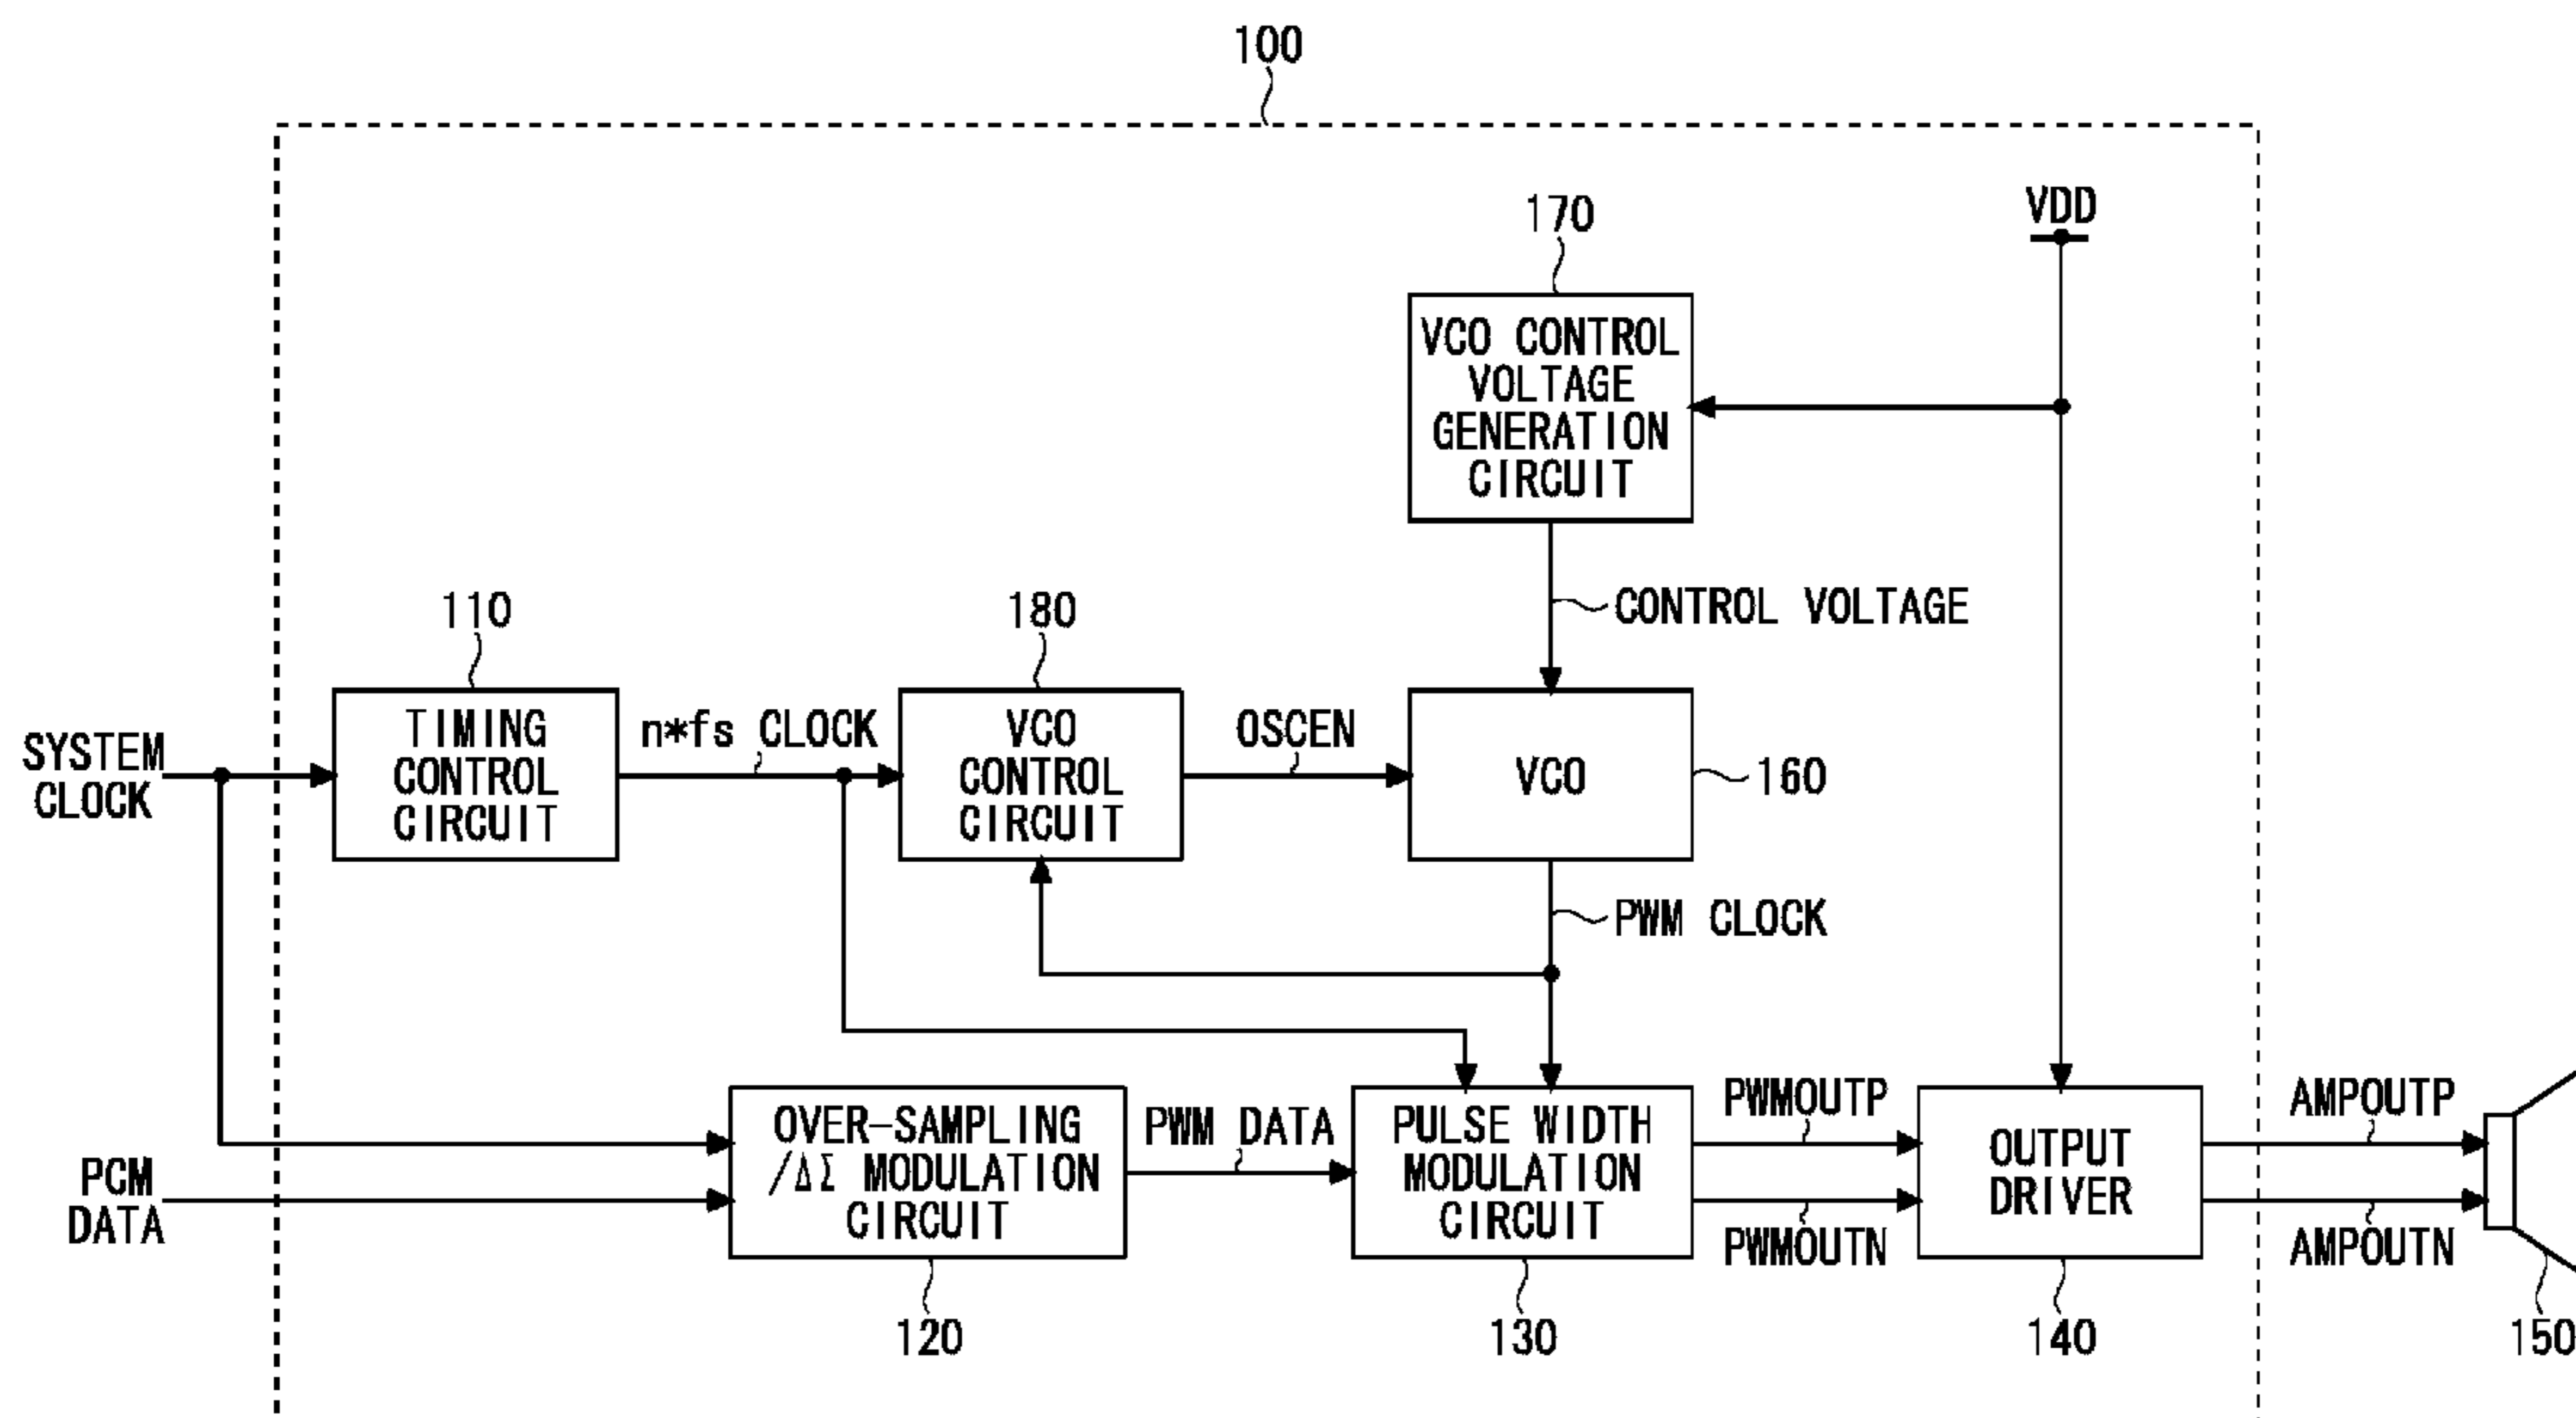 100
VDD
170
VCO CONTROL
VOLTAGE
GENERATION
CIRCUIT
CONTROL VOLTAGE
110
180
SYSTEM
CLOCK
TIMING
CONTROL
CIRCUIT
n*fs CLOCK
VCO
CONTROL
CIRCUIT
OSCEN
VCO
160
PWM CLOCK
PCM
DATA
OVER-SAMPLING
/ΔΣ MODULATION
CIRCUIT
PWM DATA
PULSE WIDTH
MODULATION
CIRCUIT
PWMOUTP
PWMOUTN
OUTPUT
DRIVER
AMPOUTP
AMPOUTN
120
130
140
150